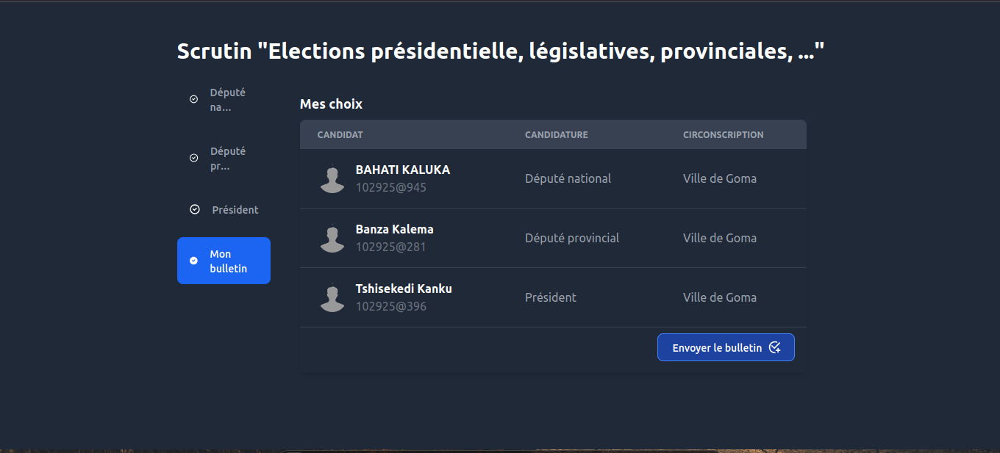 Scrutin "Elections présidentielle, législatives, provinciales, ..."
Député
na...
Député
pr...
Président
Mon
bulletin
Mes choix
CANDIDAT CANDIDATURE CIRCONSCRIPTION
BAHATI KALUKA
102925@945
Député national
Ville de Goma
Banza Kalema
102925@281
Député provincial
Ville de Goma
Tshisekedi Kanku
102925@396
Président
Ville de Goma
Envoyer le bulletin